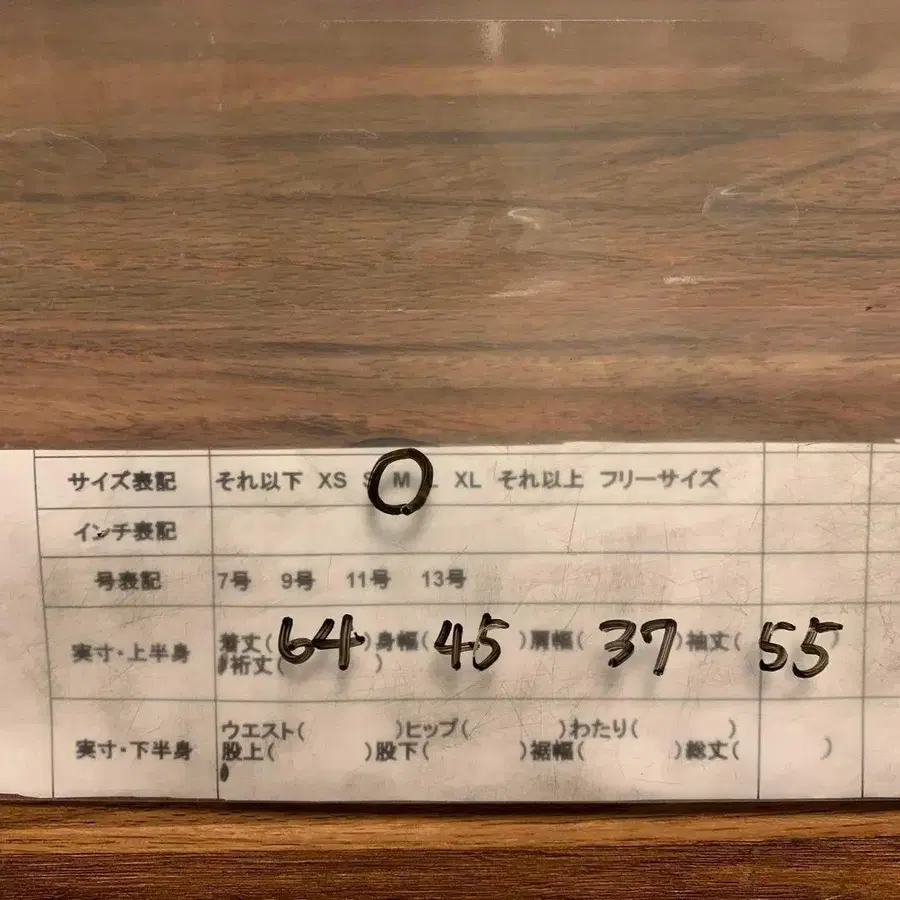 サイズ表記 それ以下 XS S M L XL それ以上 フリーサイズ
インチ表記
号表記 7号 9号 11号 13号
実寸・上半身 着丈(64)身幅(45)肩幅(37)袖丈(55)
裄丈( )
実寸・下半身 ウエスト( )ヒップ( )わたり( )
股上( )股下( )裾幅( )総丈( )